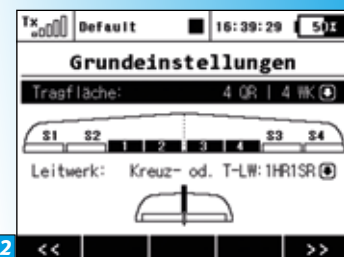 Tx Default 16:39:29 50%
Grundeinstellungen
Tragfläche: 4 QR | 4 WK
S1 S2 1 2 3 4 S3 S4
Leitwerk: Kreuz- od. T-LW:1HR1SR
2 << >>